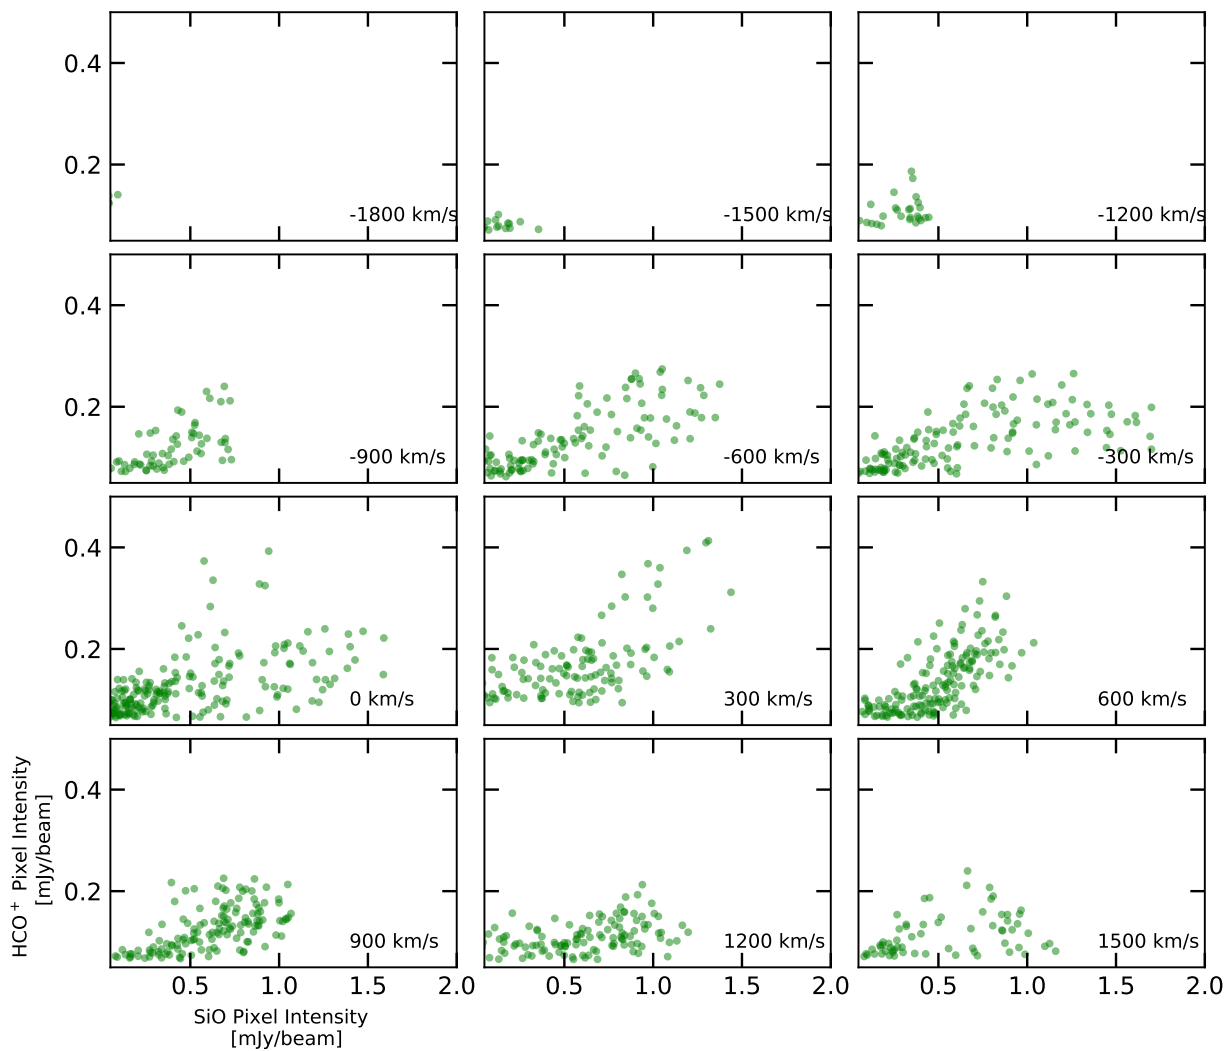 0.4
0.2
-1800 km/s
-1500 km/s
-1200 km/s
0.4
0.2
-900 km/s
-600 km/s
-300 km/s
0.4
0.2
0 km/s
300 km/s
600 km/s
0.4
0.2
900 km/s
1200 km/s
1500 km/s
HCO⁺ Pixel Intensity
[mJy/beam]
0.5 1.0 1.5 2.0 0.5 1.0 1.5 2.0 0.5 1.0 1.5 2.0
SiO Pixel Intensity
[mJy/beam]